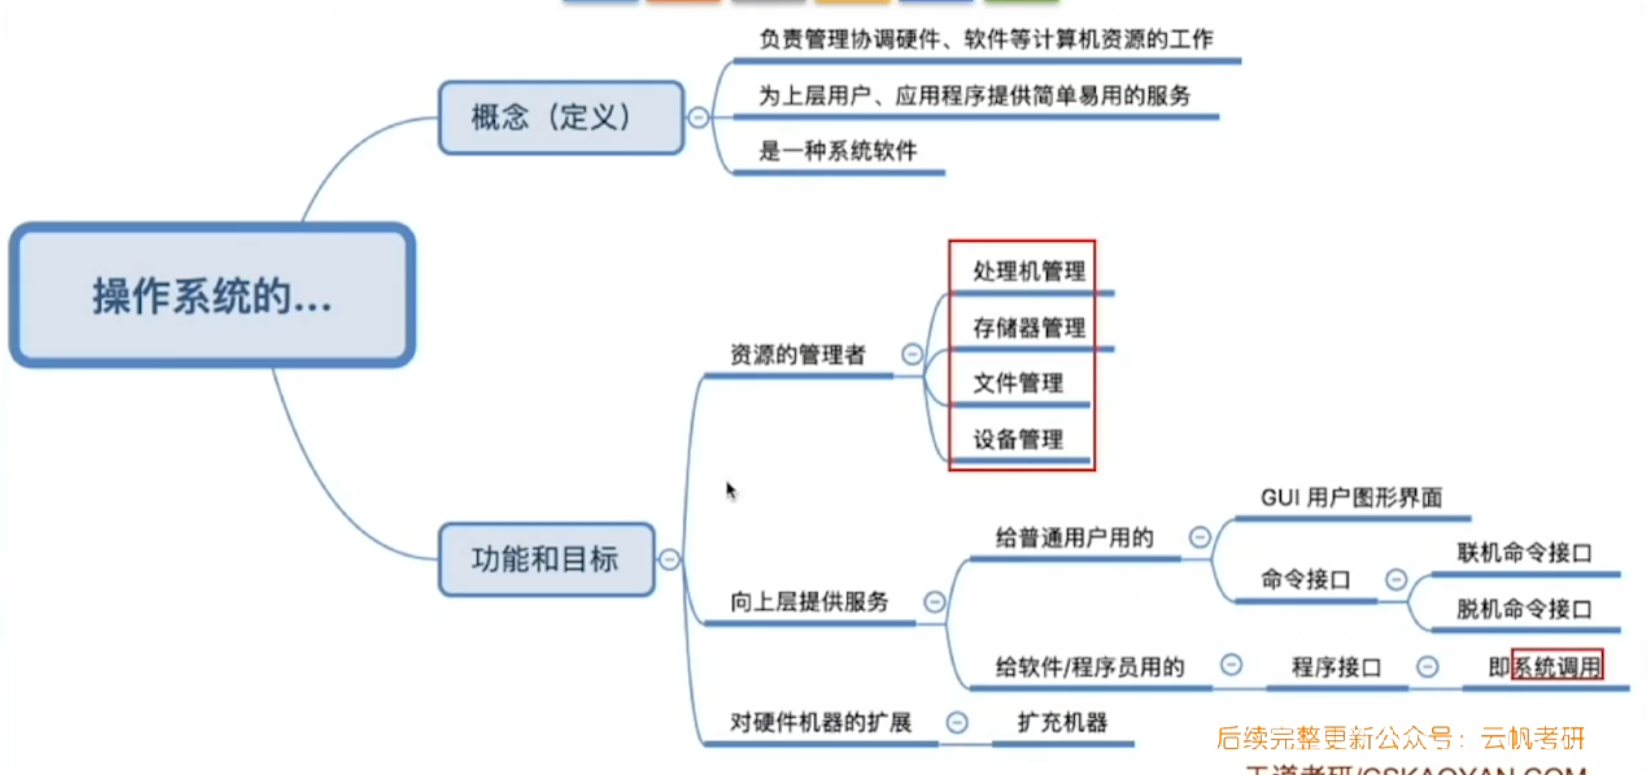 负责管理协调硬件、软件等计算机资源的工作
为上层用户、应用程序提供简单易用的服务
概念（定义）
是一种系统软件
操作系统的...
处理机管理
存储器管理
资源的管理者
文件管理
设备管理
GUI 用户图形界面
给普通用户用的
联机命令接口
功能和目标
命令接口
向上层提供服务
脱机命令接口
给软件/程序员用的
程序接口
即系统调用
对硬件机器的扩展
扩充机器
后续完整更新公众号：云帆考研
王道考研/CSKAOYAN.COM